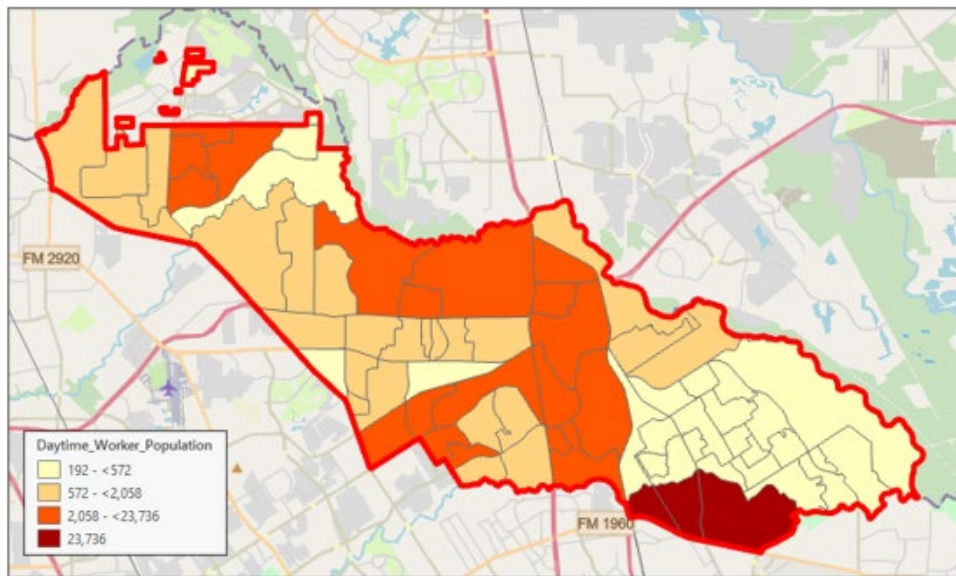 FM 2920
FM 1960
Daytime_Worker_Population
192 - <572
572 - <2,058
2,058 - <23,736
23,736